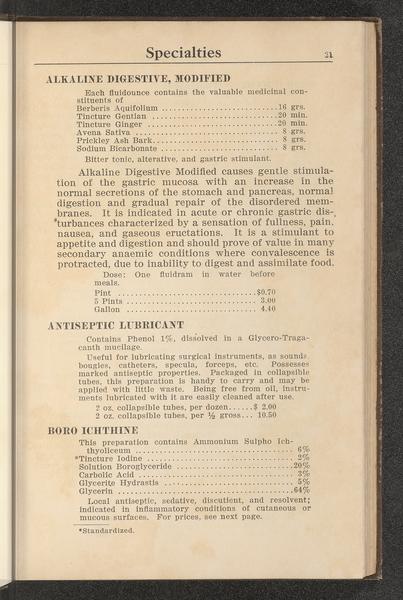 Specialties 21
ALKALINE DIGESTIVE, MODIFIED
Each fluidounce contains the valuable medicinal con-
stituents of
Berberis Aquifolium ............................ 16 grs.
Tincture Gentian ............................ 20 min.
Tincture Ginger ............................ 20 min.
Avena Sativa ............................ 8 grs.
Prickley Ash Bark ............................ 8 grs.
Sodium Bicarbonate ............................ 8 grs.
Bitter tonic, alterative, and gastric stimulant.
Alkaline Digestive Modified causes gentle stimula-
tion of the gastric mucosa with an increase in the
normal secretions of the stomach and pancreas, normal
digestion and gradual repair of the disordered mem-
branes. It is indicated in acute or chronic gastric dis-
*turbances characterized by a sensation of fullness, pain,
nausea, and gaseous eructations. It is a stimulant to
appetite and digestion and should prove of value in many
secondary anaemic conditions where convalescence is
protracted, due to inability to digest and assimilate food.
Dose: One fluidram in water before
meals.
Pint ............................ $0.70
5 Pints ............................ 3.00
Gallon ............................ 4.40
ANTISEPTIC LUBRICANT
Contains Phenol 1%, dissolved in a Glycero-Traga-
canth mucilage.
Useful for lubricating surgical instruments, as sounds
bougies, catheters, specula, forceps, etc. Possesses
marked antiseptic properties. Packaged in collapsible
tubes, this preparation is handy to carry and may be
applied with little waste. Being free from oil, instru-
ments lubricated with it are easily cleaned after use.
2 oz. collapsible tubes, per dozen......$ 2.00
2 oz. collapsible tubes, per ½ gross... 10.50
BORO ICHTHINE
This preparation contains Ammonium Sulpho Ich-
thyoliceum ............................ 6%
*Tincture Iodine ............................ 2%
Solution Boroglyceride ............................ 20%
Carbolic Acid ............................ 3%
Glycerite Hydrastis ............................ 5%
Glycerin ............................ 64%
Local antiseptic, sedative, discutient, and resolvent;
indicated in inflammatory conditions of cutaneous or
mucous surfaces. For prices, see next page.
*Standardized.